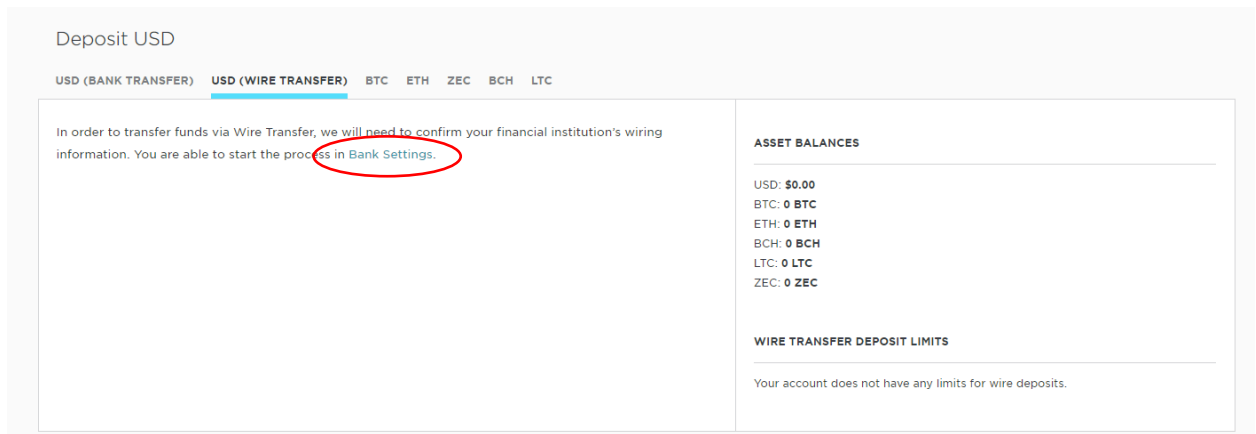 Deposit USD
USD (BANK TRANSFER) USD (WIRE TRANSFER) BTC ETH ZEC BCH LTC
In order to transfer funds via Wire Transfer, we will need to confirm your financial institution's wiring
information. You are able to start the process in Bank Settings.
ASSET BALANCES
USD: $0.00
BTC: 0 BTC
ETH: 0 ETH
BCH: 0 BCH
LTC: 0 LTC
ZEC: 0 ZEC
WIRE TRANSFER DEPOSIT LIMITS
Your account does not have any limits for wire deposits.